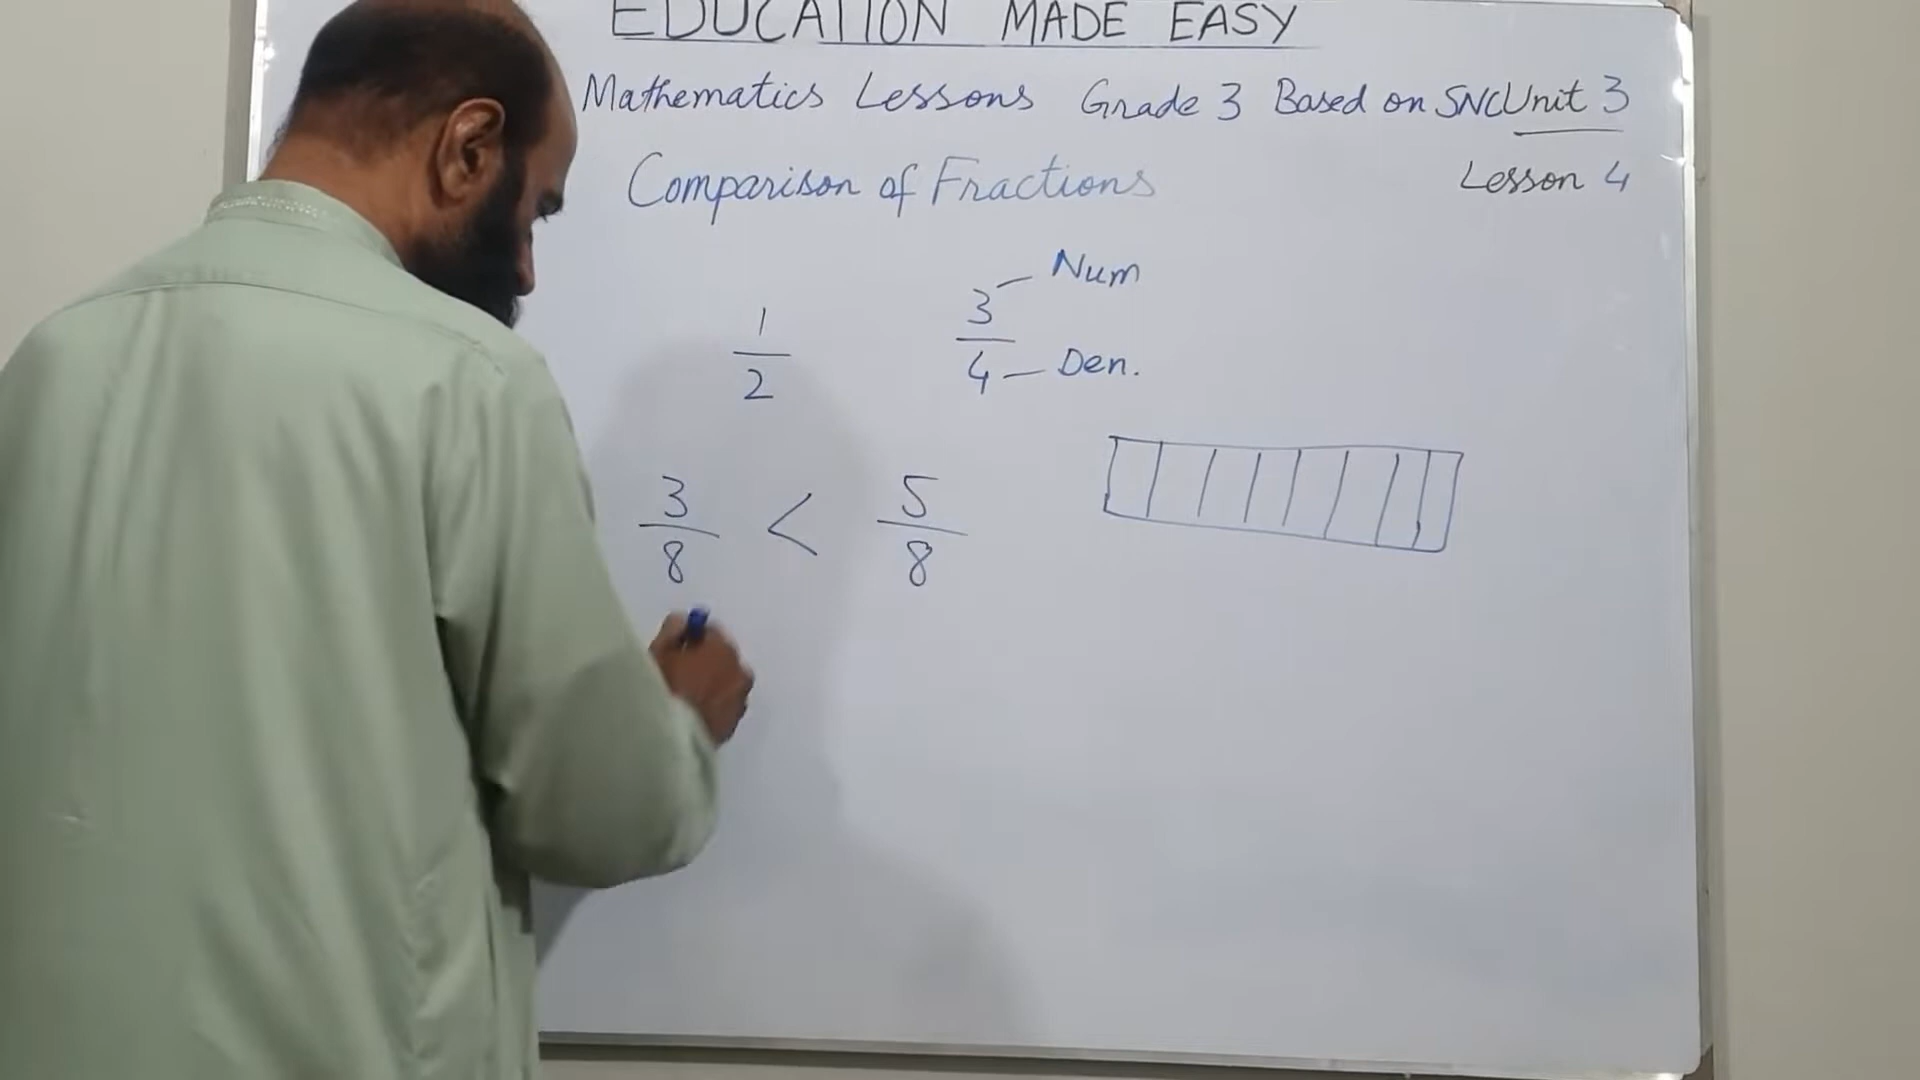 EDUCATION MADE EASY
Mathematics Lessons Grade 3 Based on SNC Unit 3
Comparison of Fractions
Lesson 4
1
2
3 — Num
4 — Den.
3
8
<
5
8